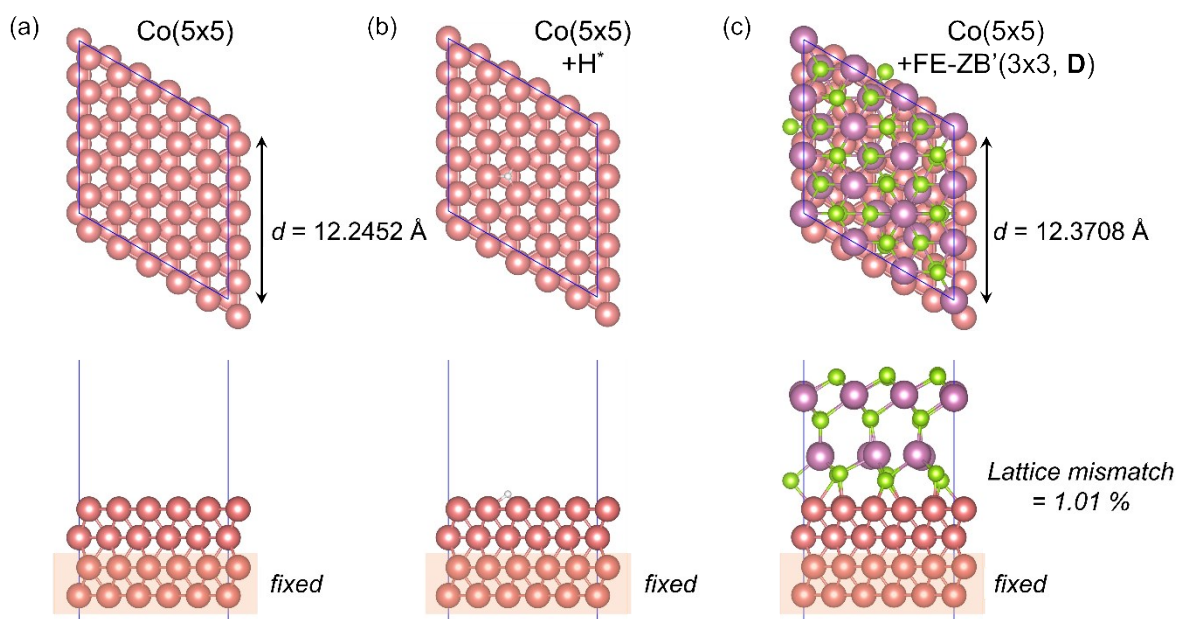 (a)
Co(5x5)
d = 12.2452 Å
fixed
(b)
Co(5x5)
+H*
fixed
(c)
Co(5x5)
+FE-ZB’(3x3, D)
d = 12.3708 Å
Lattice mismatch
= 1.01 %
fixed